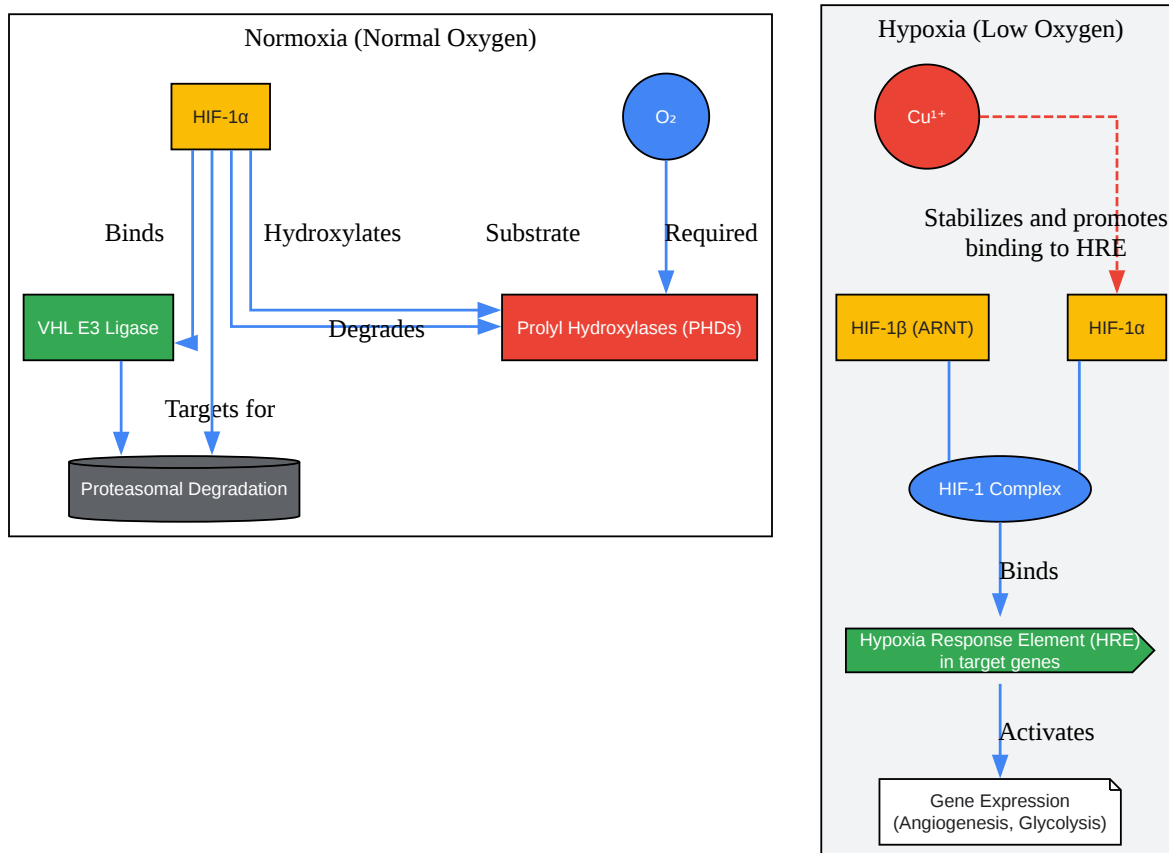 Normoxia (Normal Oxygen)
HIF-1α
O₂
Binds
Hydroxylates
Substrate
Required
VHL E3 Ligase
Degrades
Prolyl Hydroxylases (PHDs)
Targets for
Proteasomal Degradation
Hypoxia (Low Oxygen)
Cu¹⁺
Stabilizes and promotes
binding to HRE
HIF-1β (ARNT)
HIF-1α
HIF-1 Complex
Binds
Hypoxia Response Element (HRE)
in target genes
Activates
Gene Expression
(Angiogenesis, Glycolysis)